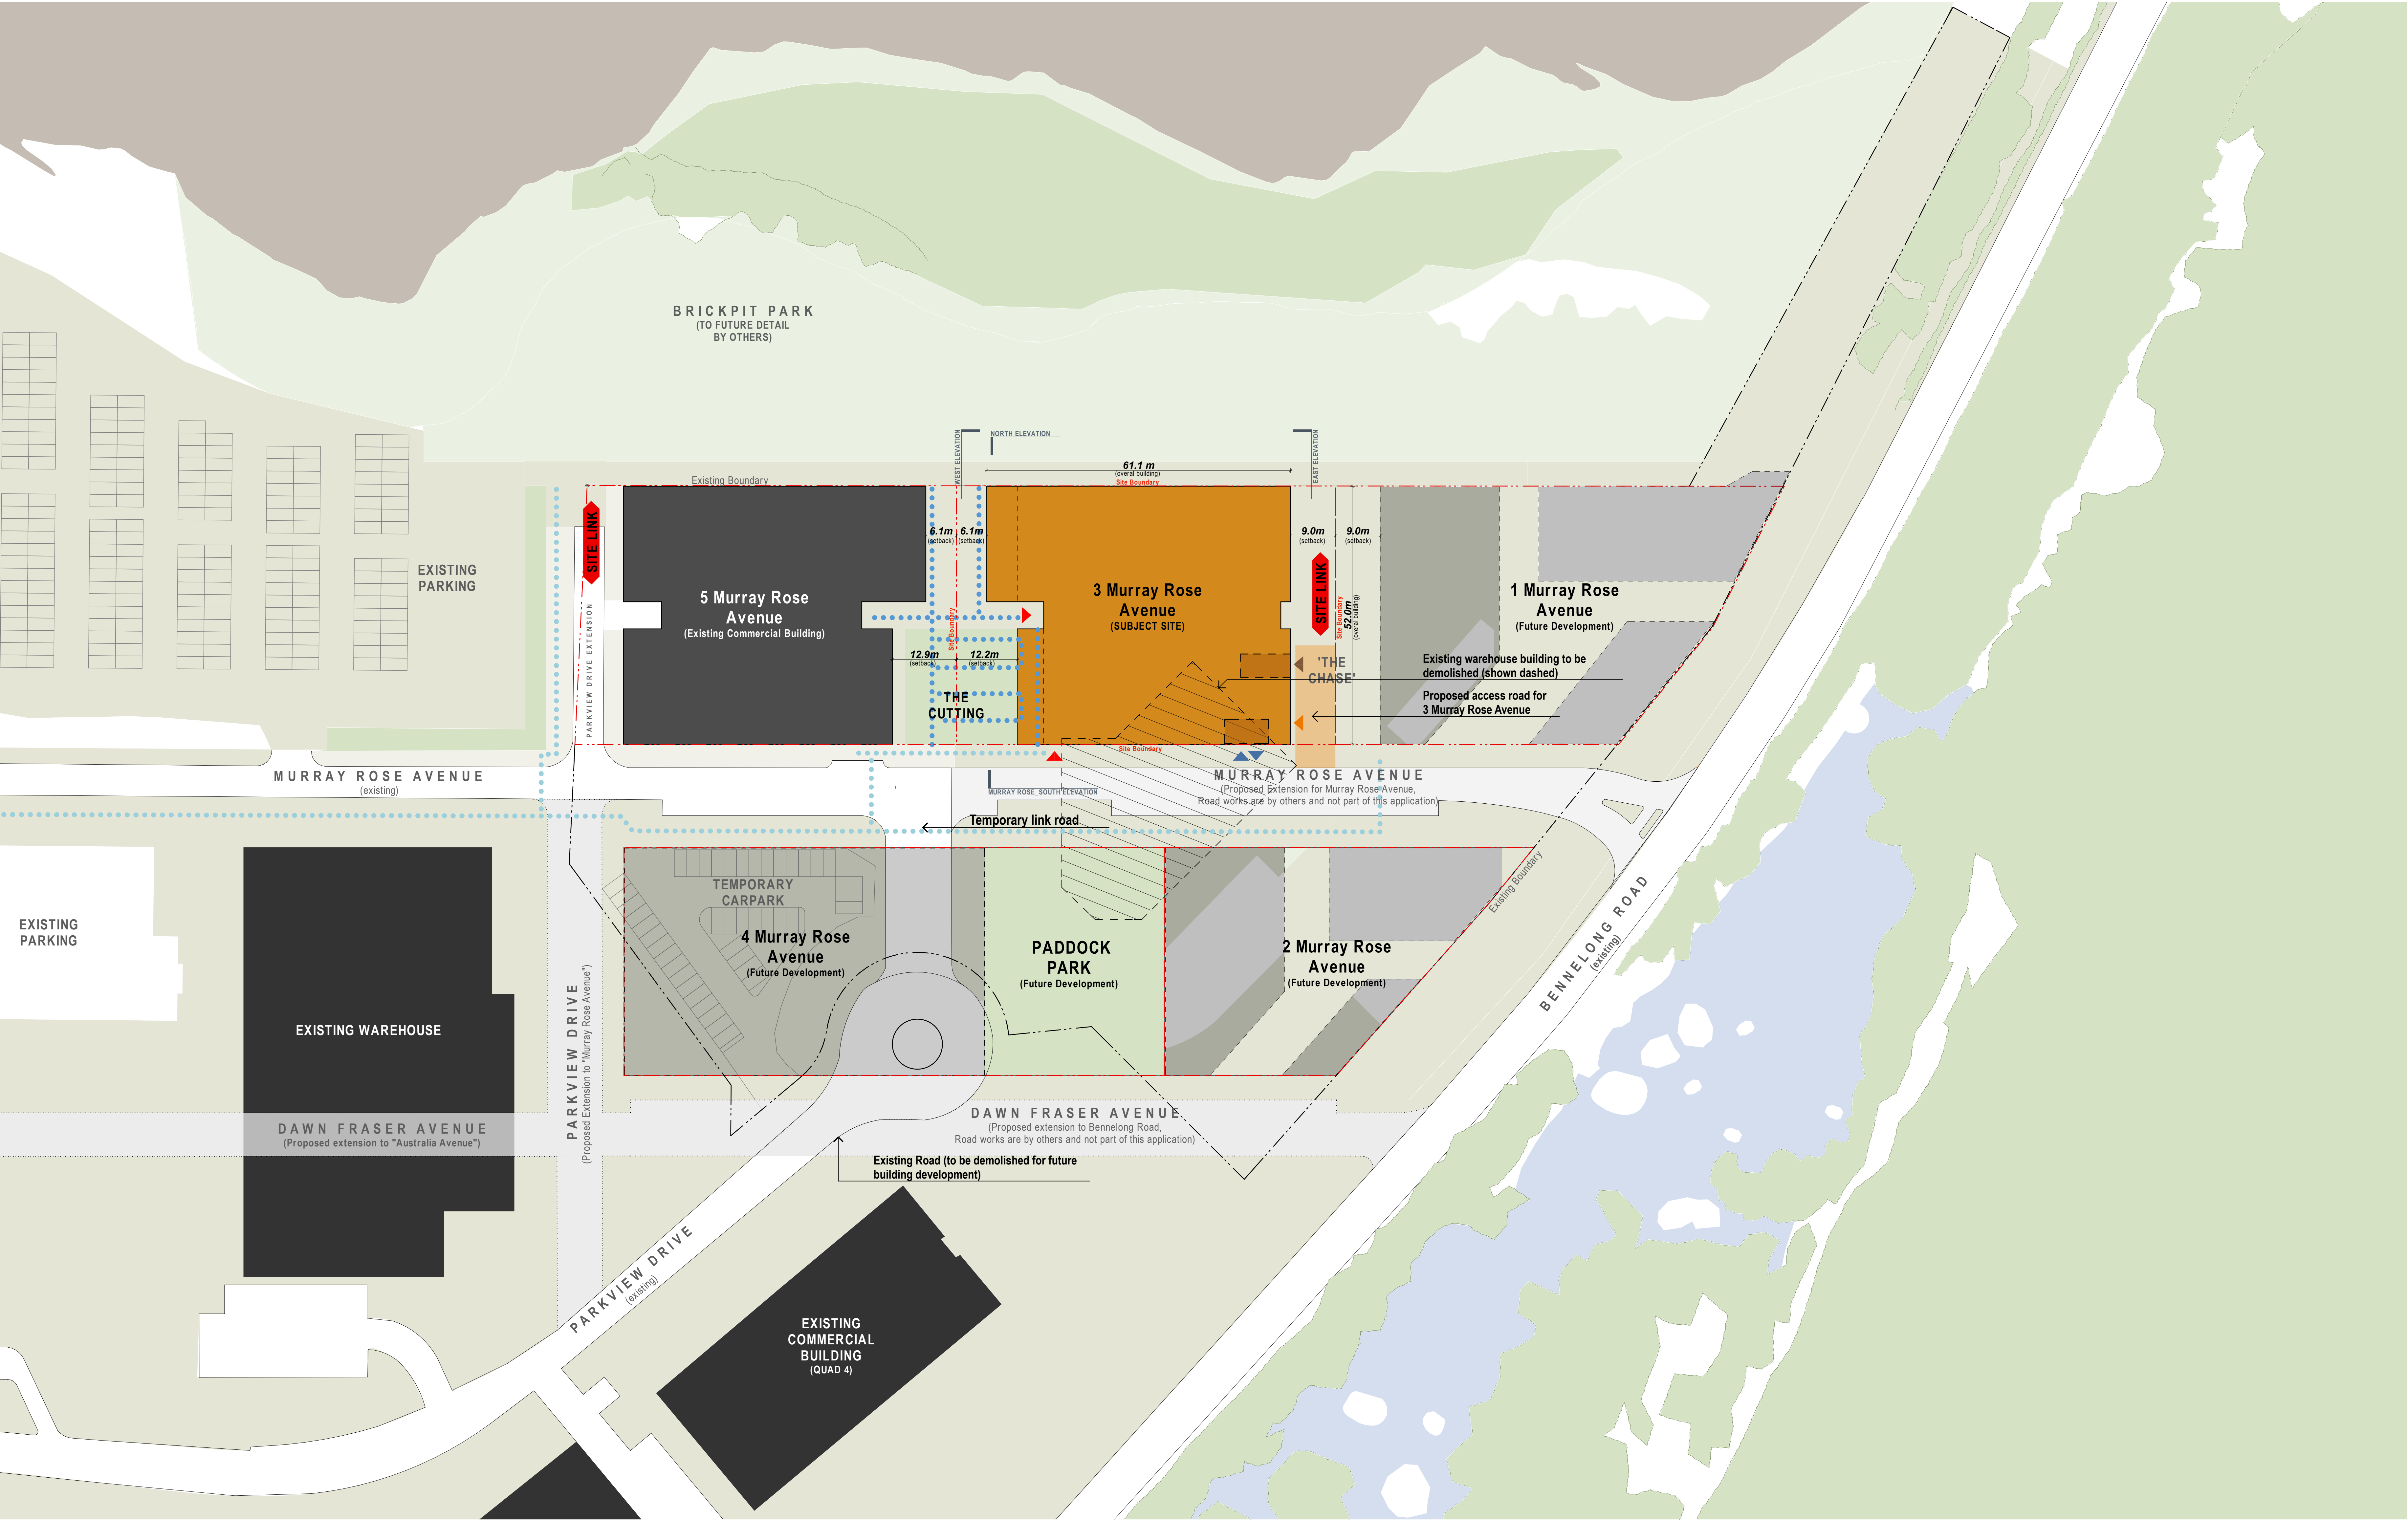 BRICKPIT PARK
(TO FUTURE DETAIL
BY OTHERS)
WEST ELEVATION
NORTH ELEVATION
EAST ELEVATION
61.1 m
(overal building)
Site Boundary
Existing Boundary
SITE LINK
PARKVIEW DRIVE EXTENSION
EXISTING
PARKING
5 Murray Rose
Avenue
(Existing Commercial Building)
6.1m
(setback)
6.1m
(setback)
Site Boundary
12.9m
(setback)
12.2m
(setback)
THE
CUTTING
3 Murray Rose
Avenue
(SUBJECT SITE)
9.0m
(setback)
9.0m
(setback)
SITE LINK
Site Boundary
52.0m
(overal building)
'THE
CHASE'
1 Murray Rose
Avenue
(Future Development)
Existing warehouse building to be
demolished (shown dashed)
Proposed access road for
3 Murray Rose Avenue
Site Boundary
MURRAY ROSE AVENUE
(existing)
MURRAY ROSE_SOUTH ELEVATION
MURRAY ROSE AVENUE
(Proposed Extension for Murray Rose Avenue,
Road works are by others and not part of this application)
Temporary link road
TEMPORARY
CARPARK
4 Murray Rose
Avenue
(Future Development)
PADDOCK
PARK
(Future Development)
2 Murray Rose
Avenue
(Future Development)
Existing Boundary
BENNELONG ROAD
(existing)
EXISTING
PARKING
EXISTING WAREHOUSE
PARKVIEW DRIVE
(Proposed Extension to "Murray Rose Avenue")
DAWN FRASER AVENUE
(Proposed extension to "Australia Avenue")
DAWN FRASER AVENUE
(Proposed extension to Bennelong Road,
Road works are by others and not part of this application)
Existing Road (to be demolished for future
building development)
PARKVIEW DRIVE
(existing)
EXISTING
COMMERCIAL
BUILDING
(QUAD 4)